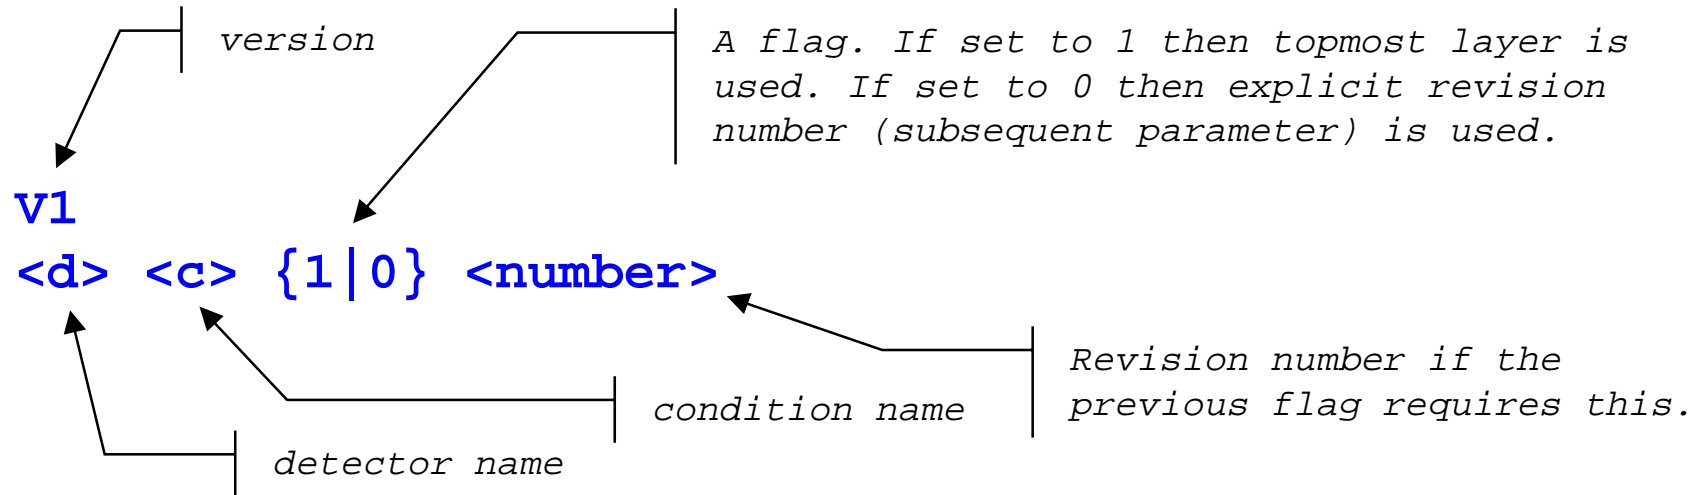 version
A flag. If set to 1 then topmost layer is
used. If set to 0 then explicit revision
number (subsequent parameter) is used.
V1
<d> <c> {1|0} <number>
Revision number if the
previous flag requires this.
condition name
detector name